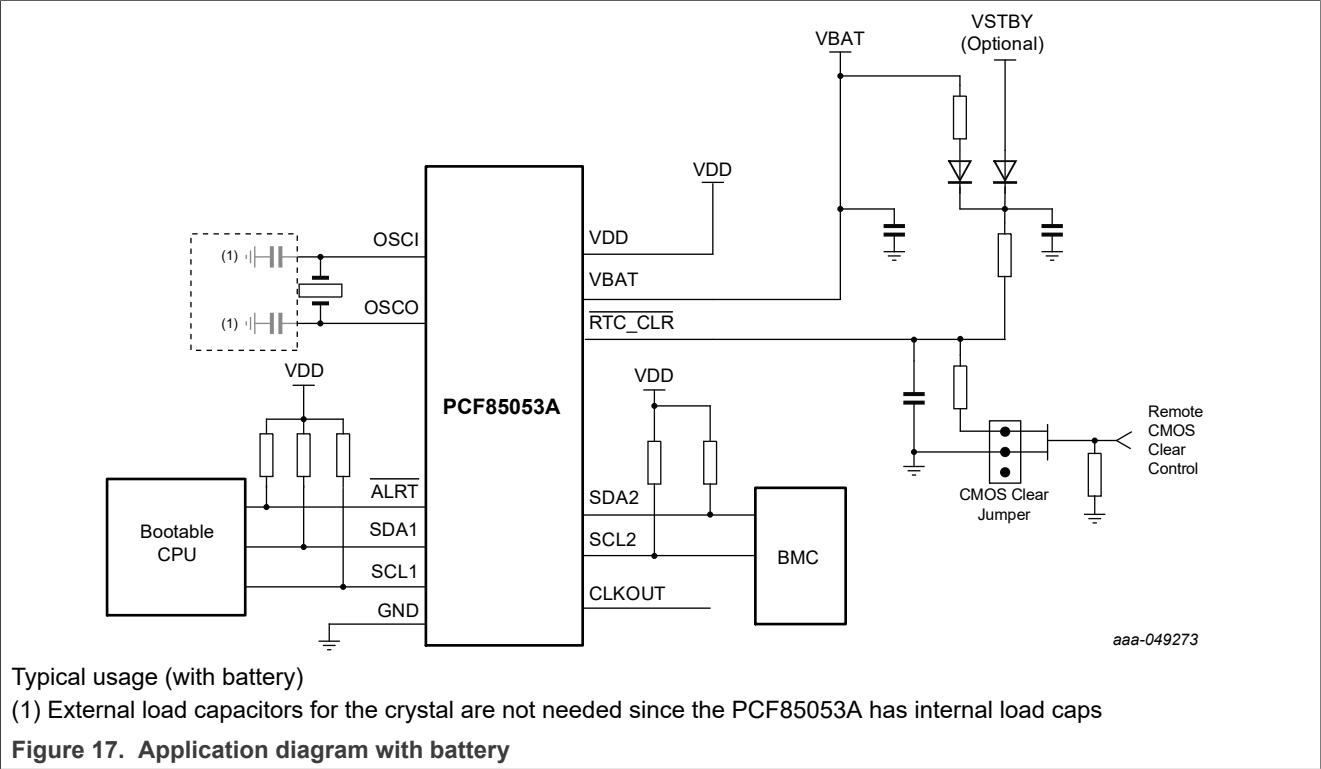 VSTBY
(Optional)
VBAT
VDD
OSCI
VDD
(1)
VBAT
OSCO
RTC_CLR
(1)
VDD
VDD
PCF85053A
Remote
CMOS
Clear
Control
ALRT
SDA2
CMOS Clear
Jumper
Bootable
CPU
SDA1
SCL2
BMC
SCL1
CLKOUT
GND
aaa-049273
Typical usage (with battery)
(1) External load capacitors for the crystal are not needed since the PCF85053A has internal load caps
Figure 17. Application diagram with battery